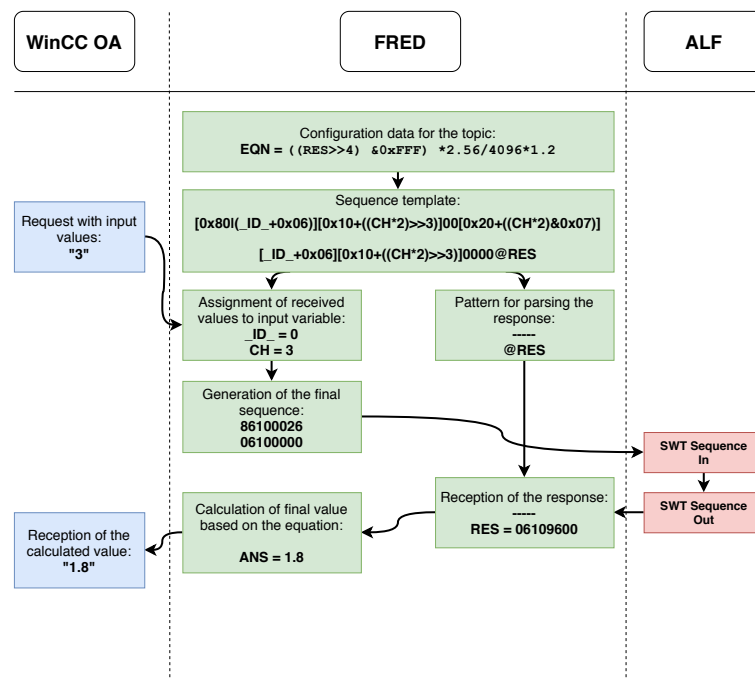 WinCC OA
FRED
ALF
Configuration data for the topic:
EQN = ((RES>>4) &0xFFF) *2.56/4096*1.2
Sequence template:
[0x80|(_ID_+0x06)][0x10+((CH*2)>>3)]00[0x20+((CH*2)&0x07)]
[_ID_+0x06][0x10+((CH*2)>>3)]0000@RES
Request with input
values:
"3"
Assignment of received
values to input variable:
_ID_ = 0
CH = 3
Pattern for parsing the
response:
-----
@RES
Generation of the final
sequence:
86100026
06100000
SWT Sequence
In
SWT Sequence
Out
Reception of the response:
-----
RES = 06109600
Calculation of final value
based on the equation:
ANS = 1.8
Reception of the
calculated value:
"1.8"